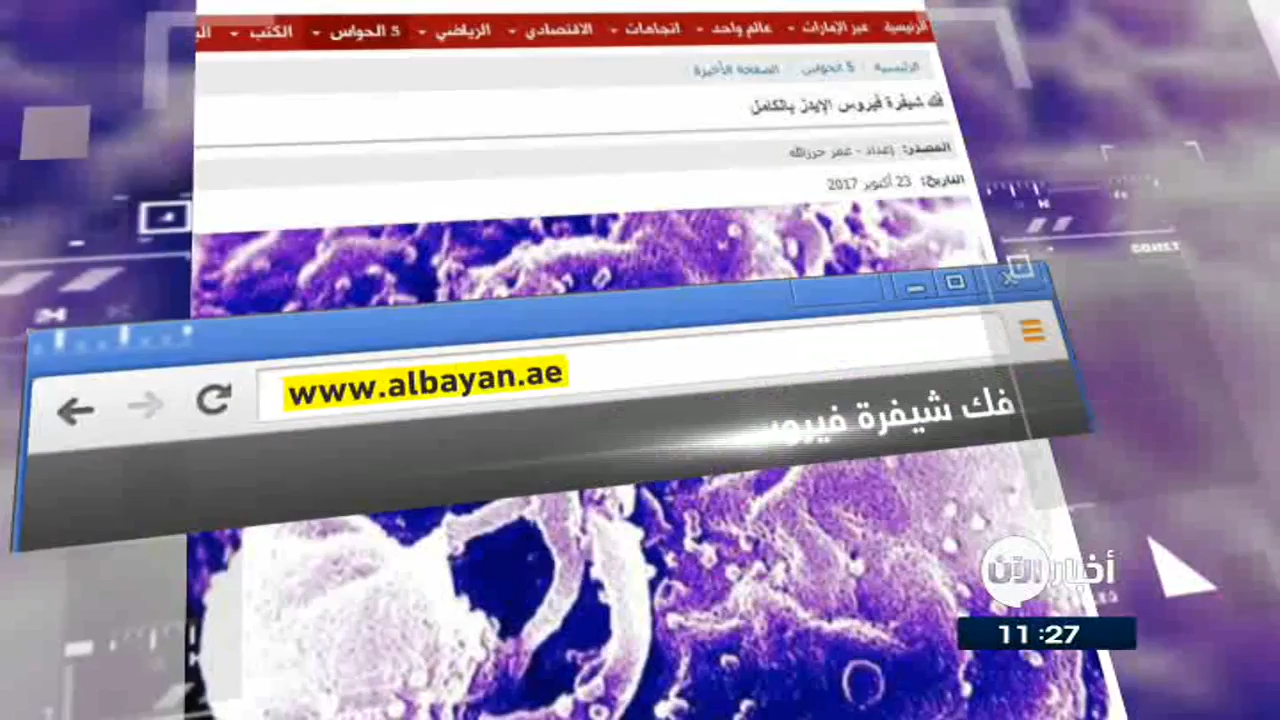 الرئيسية عبر الإمارات عالم واحد اتجاهات الاقتصادي الرياضي 5 الحواس الكتب
الرئيسية 5 الحواس الصفحة الأخيرة
فك شيفرة فيروس الإيدز بالكامل
المصدر: إعداد - عمر حرزالله
التاريخ: 23 أكتوبر 2017
www.albayan.ae
فك شيفرة فيروس
أخبار الآن
11:27